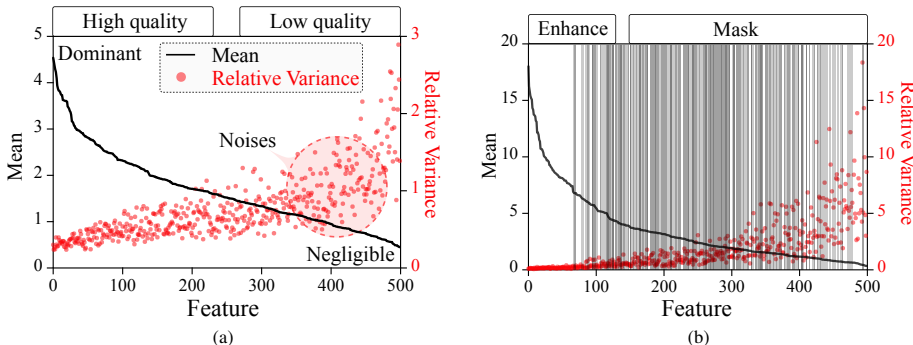 High quality
Low quality
5
4
3
2
1
0
Mean
Dominant
Mean
Relative Variance
Noises
Negligible
3
2
1
0
Relative Variance
0
100
200
300
400
500
Feature
(a)
Enhance
Mask
20
15
10
5
0
Mean
20
15
10
5
0
Relative Variance
0
100
200
300
400
500
Feature
(b)